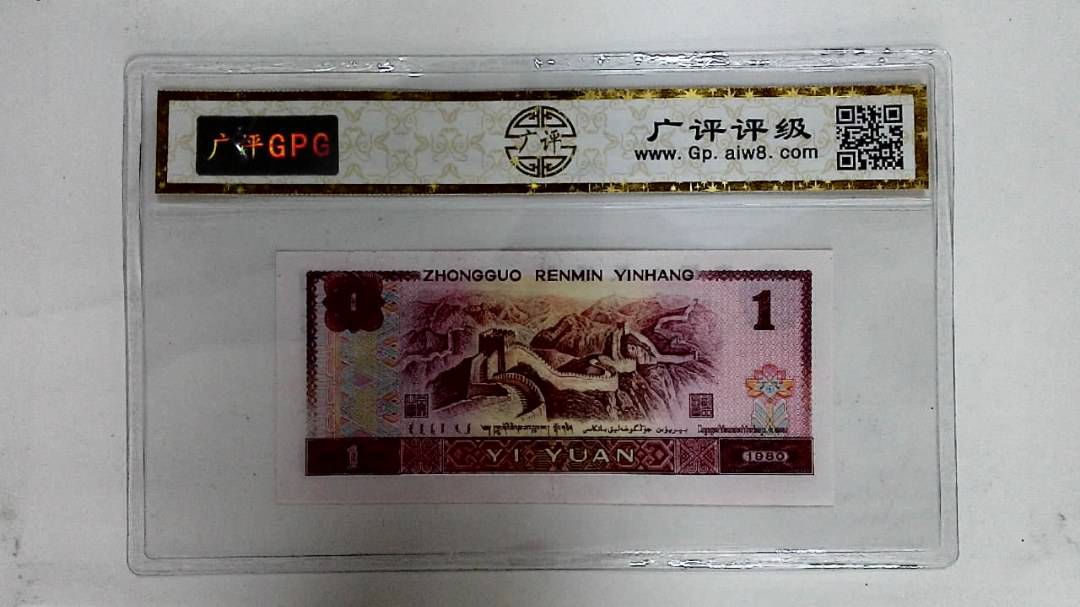 广评GPG
广评
广评评级
www. Gp. aiw8. com
ZHONGGUO RENMIN YINHANG
1
1
YI YUAN
1980